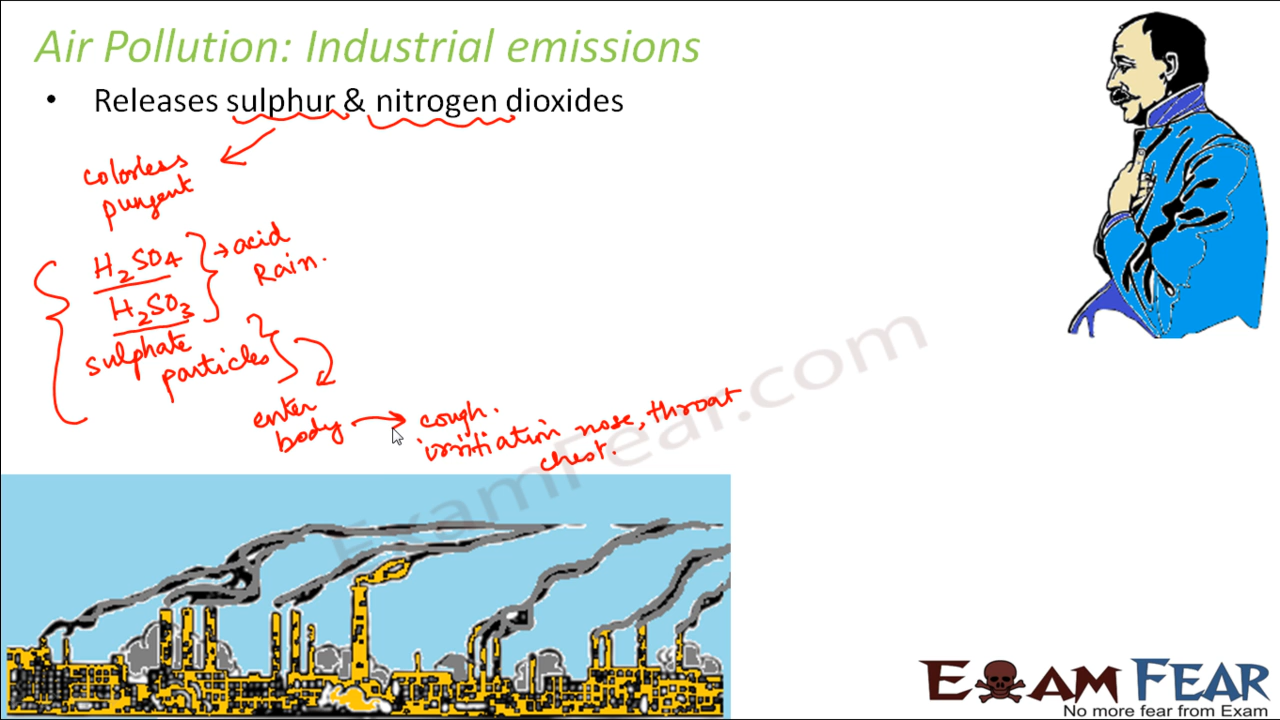 Air Pollution: Industrial emissions
• Releases sulphur & nitrogen dioxides
colorless
pungent
H₂SO₄
H₂SO₃
} → acid
Rain.
sulphate
particles
enter
body → cough.
irritiation nose, throat
chest.
ExamFear.com
EXAM FEAR
No more fear from Exam